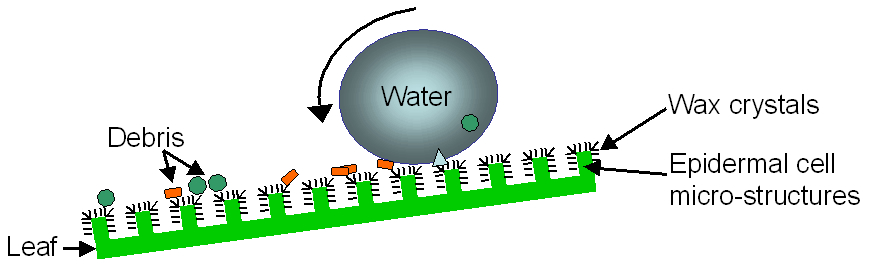 Water
Wax crystals
Debris
Epidermal cell
micro-structures
Leaf